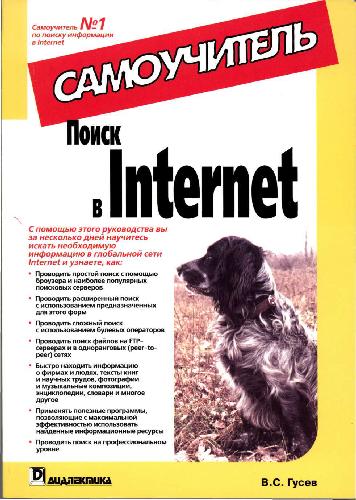 Самоучитель №1
по поиску информации
в Internet
САМОУЧИТЕЛЬ
Поиск
в Internet
С помощью этого руководства вы
за несколько дней научитесь
искать необходимую
информацию в глобальной сети
Internet и узнаете, как:
• Проводить простой поиск с помощью
броузера и наиболее популярных
поисковых серверов
• Проводить расширенный поиск
с использованием предназначенных
для этого форм
• Проводить сложный поиск
с использованием булевых операторов
• Проводить поиск файлов на FTP-
серверах и в одноранговых (peer-to-
peer) сетях
• Быстро находить информацию
о фирмах и людях, тексты книг
и научных трудов, фотографии
и музыкальные композиции,
энциклопедии, словари и многое
другое
• Применять полезные программы,
позволяющие с максимальной
эффективностью использовать
найденные информационные ресурсы
• Проводить поиск на профессиональном
уровне
Д ДИАЛЕКТИКА
В.С. Гусев